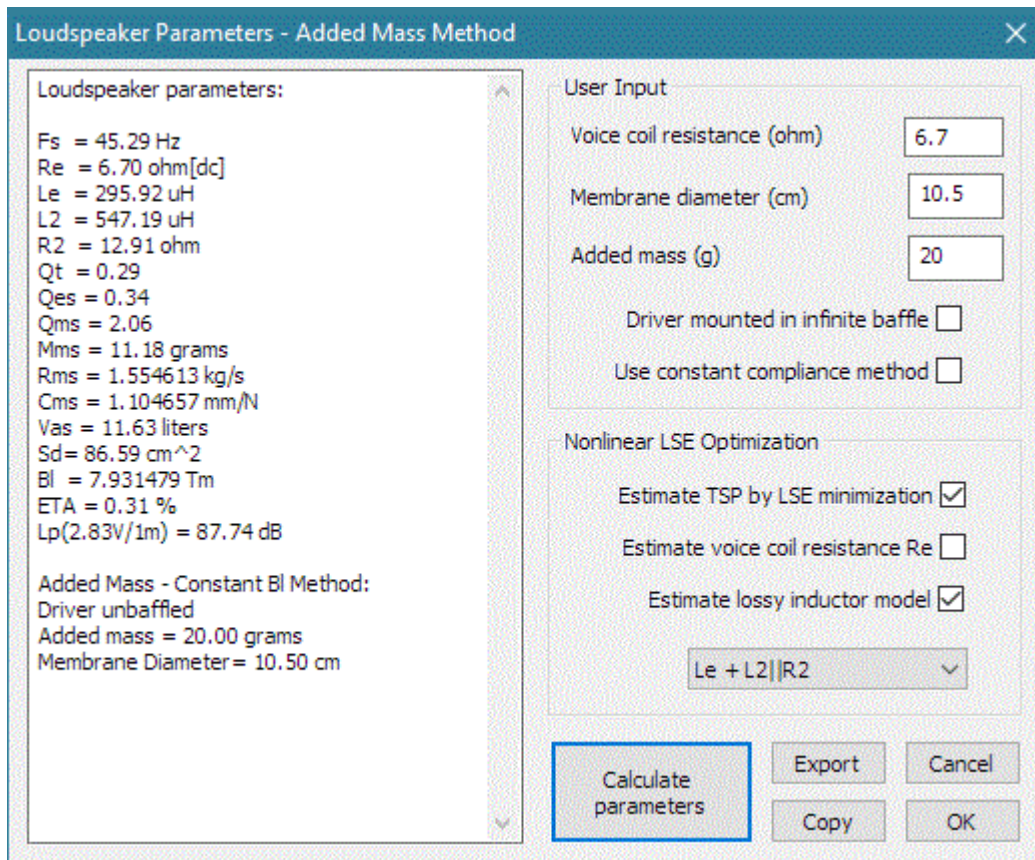 Loudspeaker Parameters - Added Mass Method
Loudspeaker parameters:
Fs = 45.29 Hz
Re = 6.70 ohm[dc]
Le = 295.92 uH
L2 = 547.19 uH
R2 = 12.91 ohm
Qt = 0.29
Qes = 0.34
Qms = 2.06
Mms = 11.18 grams
Rms = 1.554613 kg/s
Cms = 1.104657 mm/N
Vas = 11.63 liters
Sd= 86.59 cm^2
Bl = 7.931479 Tm
ETA = 0.31 %
Lp(2.83V/1m) = 87.74 dB
Added Mass - Constant Bl Method:
Driver unbaffled
Added mass = 20.00 grams
Membrane Diameter= 10.50 cm
User Input
Voice coil resistance (ohm) 6.7
Membrane diameter (cm) 10.5
Added mass (g) 20
Driver mounted in infinite baffle
Use constant compliance method
Nonlinear LSE Optimization
Estimate TSP by LSE minimization
Estimate voice coil resistance Re
Estimate lossy inductor model
Le + L2||R2
Calculate
parameters
Export
Cancel
Copy
OK